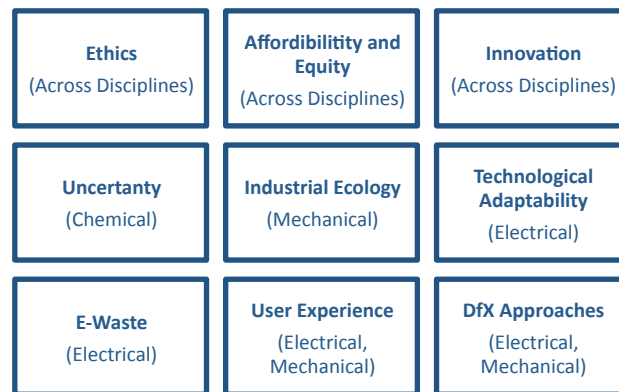 Ethics
(Across Disciplines)
Affordibilitity and
Equity
(Across Disciplines)
Innovation
(Across Disciplines)
Uncertanty
(Chemical)
Industrial Ecology
(Mechanical)
Technological
Adaptability
(Electrical)
E-Waste
(Electrical)
User Experience
(Electrical,
Mechanical)
DfX Approaches
(Electrical,
Mechanical)